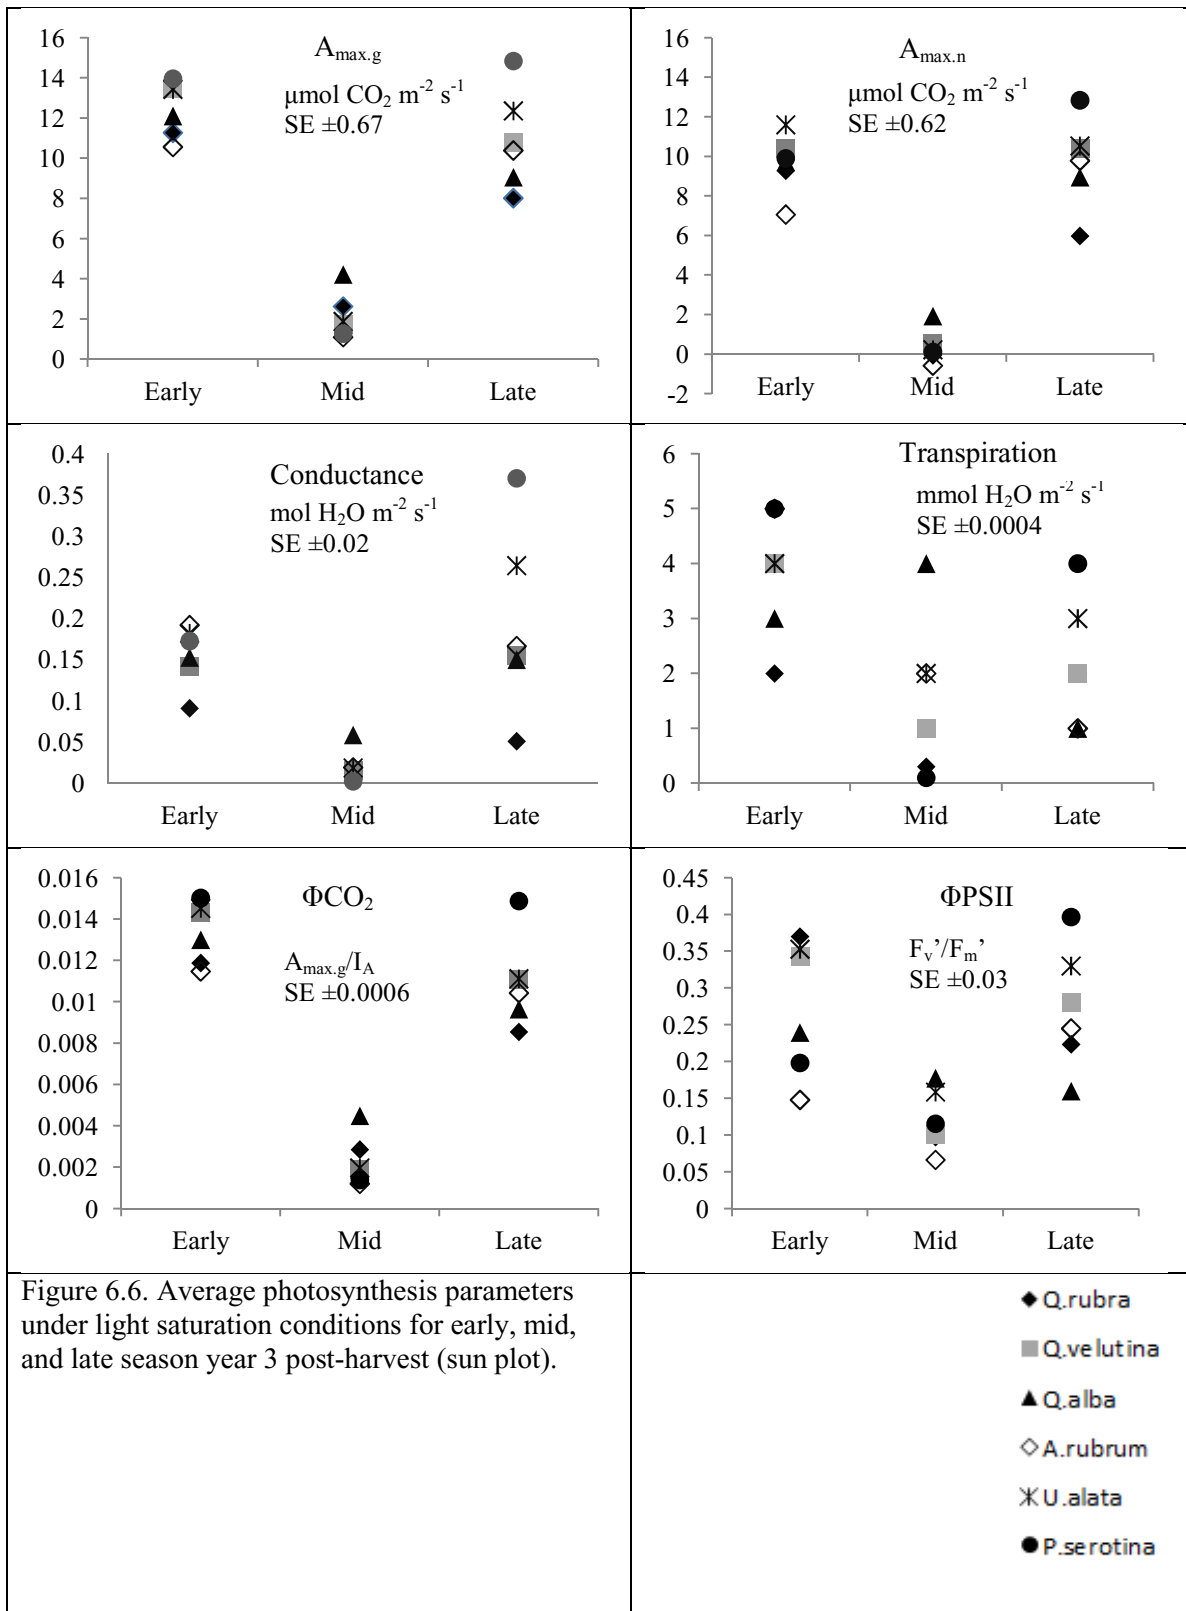 16
14
12
10
8
6
4
2
0
A_max.g
µmol CO₂ m⁻² s⁻¹
SE ±0.67
Early Mid Late
16
14
12
10
8
6
4
2
0
-2
A_max.n
µmol CO₂ m⁻² s⁻¹
SE ±0.62
Early Mid Late
0.4
0.35
0.3
0.25
0.2
0.15
0.1
0.05
0
Conductance
mol H₂O m⁻² s⁻¹
SE ±0.02
Early Mid Late
6
5
4
3
2
1
0
Transpiration
mmol H₂O m⁻² s⁻¹
SE ±0.0004
Early Mid Late
0.016
0.014
0.012
0.01
0.008
0.006
0.004
0.002
0
ΦCO₂
A_max.g/I_A
SE ±0.0006
Early Mid Late
0.45
0.4
0.35
0.3
0.25
0.2
0.15
0.1
0.05
0
ΦPSII
F_v’/F_m’
SE ±0.03
Early Mid Late
Figure 6.6. Average photosynthesis parameters
under light saturation conditions for early, mid,
and late season year 3 post-harvest (sun plot).
Q.rubra
Q.velutina
Q.alba
A.rubrum
U.alata
P.serotina